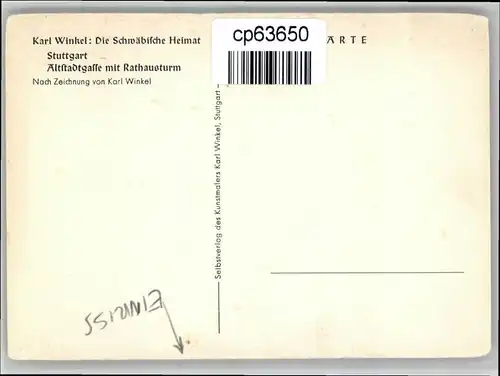 Karl Winkel: Die Schwäbische Heimat
Stuttgart
Altstadtgasse mit Rathausturm
Nach Zeichnung von Karl Winkel
cp63650
ARTE
Selbstverlag des Kunstmalers Karl Winkel, Stuttgart –
EINRISS